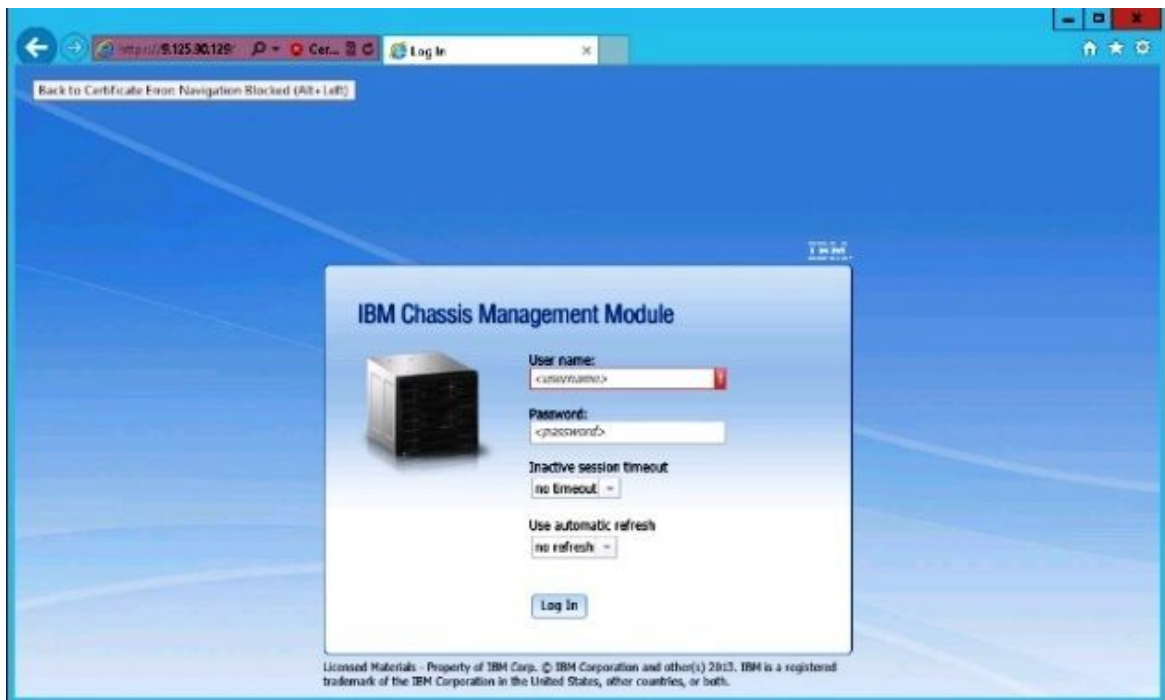 https://9.125.90.129/
Cer...
Log In
Back to Certificate Error: Navigation Blocked (Alt+Left)
IBM
IBM Chassis Management Module
User name:
<username>
Password:
<password>
Inactive session timeout
no timeout
Use automatic refresh
no refresh
Log In
Licensed Materials - Property of IBM Corp. © IBM Corporation and other(s) 2013. IBM is a registered
trademark of the IBM Corporation in the United States, other countries, or both.